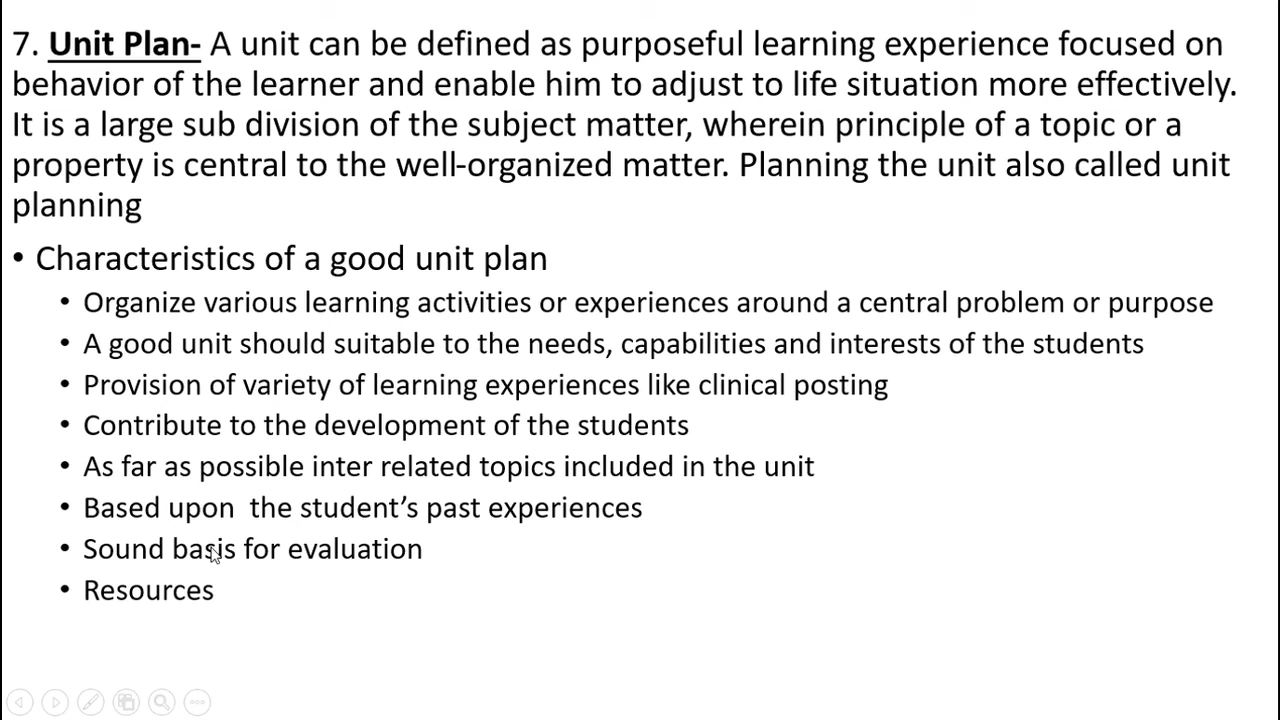 7. Unit Plan- A unit can be defined as purposeful learning experience focused on
behavior of the learner and enable him to adjust to life situation more effectively.
It is a large sub division of the subject matter, wherein principle of a topic or a
property is central to the well-organized matter. Planning the unit also called unit
planning
• Characteristics of a good unit plan
• Organize various learning activities or experiences around a central problem or purpose
• A good unit should suitable to the needs, capabilities and interests of the students
• Provision of variety of learning experiences like clinical posting
• Contribute to the development of the students
• As far as possible inter related topics included in the unit
• Based upon  the student’s past experiences
• Sound basis for evaluation
• Resources